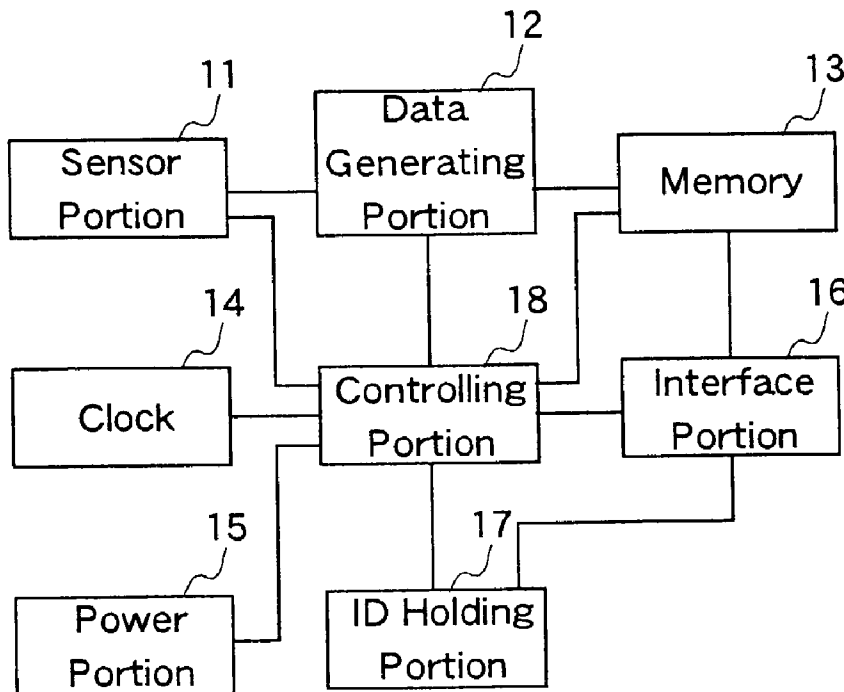 11
Sensor
Portion
12
Data
Generating
Portion
13
Memory
14
Clock
18
Controlling
Portion
16
Interface
Portion
15
Power
Portion
17
ID Holding
Portion